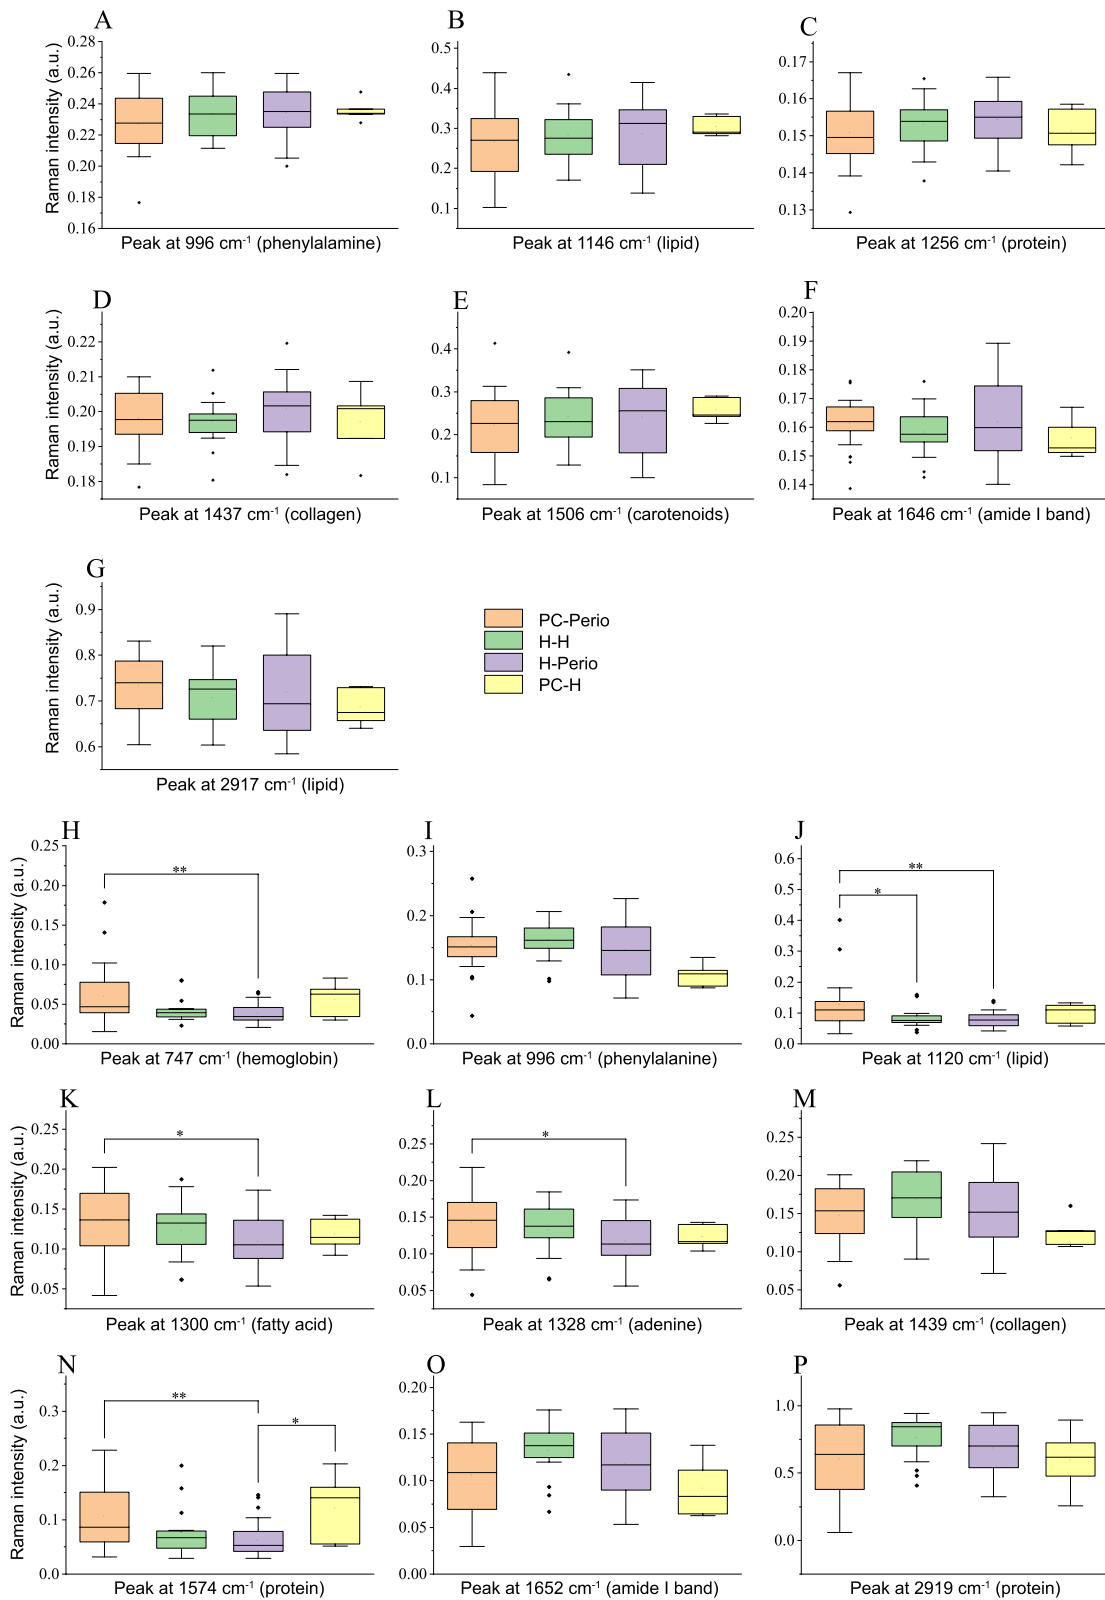 A
B
C
Raman intensity (a.u.)
0.28
0.26
0.24
0.22
0.20
0.18
0.16
Peak at 996 cm-1 (phenylalamine)
0.5
0.4
0.3
0.2
0.1
Peak at 1146 cm-1 (lipid)
0.17
0.16
0.15
0.14
0.13
Peak at 1256 cm-1 (protein)
D
E
F
Raman intensity (a.u.)
0.22
0.21
0.20
0.19
0.18
Peak at 1437 cm-1 (collagen)
0.4
0.3
0.2
0.1
Peak at 1506 cm-1 (carotenoids)
0.20
0.19
0.18
0.17
0.16
0.15
0.14
Peak at 1646 cm-1 (amide I band)
G
Raman intensity (a.u.)
0.9
0.8
0.7
0.6
Peak at 2917 cm-1 (lipid)
PC-Perio
H-H
H-Perio
PC-H
H
I
J
Raman intensity (a.u.)
0.25
0.20
0.15
0.10
0.05
0.00
**
Peak at 747 cm-1 (hemoglobin)
0.3
0.2
0.1
0.0
Peak at 996 cm-1 (phenylalanine)
0.6
0.5
0.4
0.3
0.2
0.1
0.0
**
*
Peak at 1120 cm-1 (lipid)
K
L
M
Raman intensity (a.u.)
0.25
0.20
0.15
0.10
0.05
*
Peak at 1300 cm-1 (fatty acid)
0.25
0.20
0.15
0.10
0.05
*
Peak at 1328 cm-1 (adenine)
0.25
0.20
0.15
0.10
0.05
Peak at 1439 cm-1 (collagen)
N
O
P
Raman intensity (a.u.)
0.3
0.2
0.1
0.0
**
*
Peak at 1574 cm-1 (protein)
0.20
0.15
0.10
0.05
0.00
Peak at 1652 cm-1 (amide I band)
1.0
0.5
0.0
Peak at 2919 cm-1 (protein)